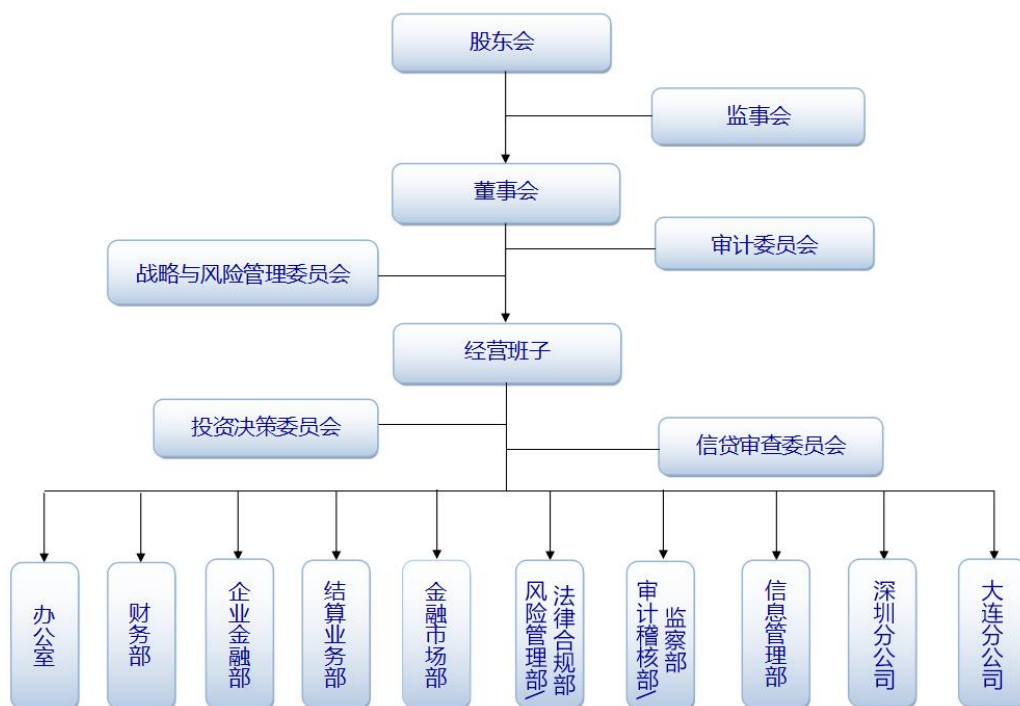 股东会
监事会
董事会
审计委员会
战略与风险管理委员会
经营班子
投资决策委员会
信贷审查委员会
办公室
财务部
企业金融部
结算业务部
金融市场部
风险管理部\
法律合规部
审计稽核部\
监察部
信息管理部
深圳分公司
大连分公司